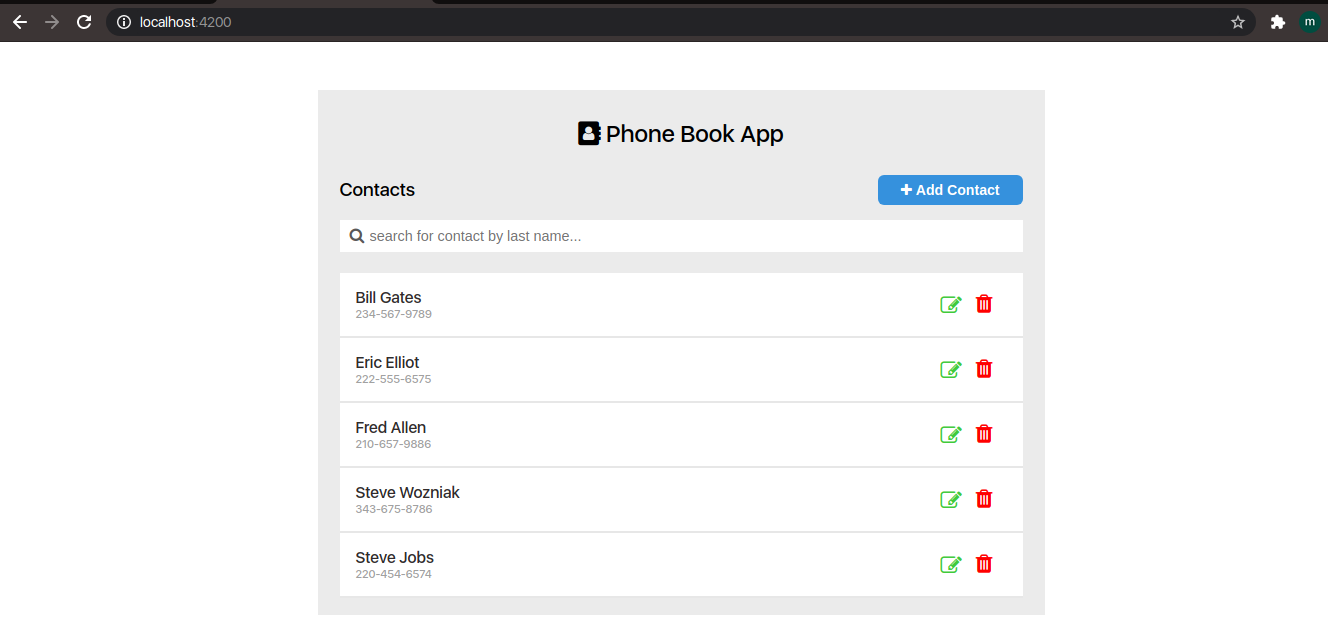 localhost:4200
m
Phone Book App
Contacts
Add Contact
search for contact by last name...
Bill Gates
234-567-9789
Eric Elliot
222-555-6575
Fred Allen
210-657-9886
Steve Wozniak
343-675-8786
Steve Jobs
220-454-6574